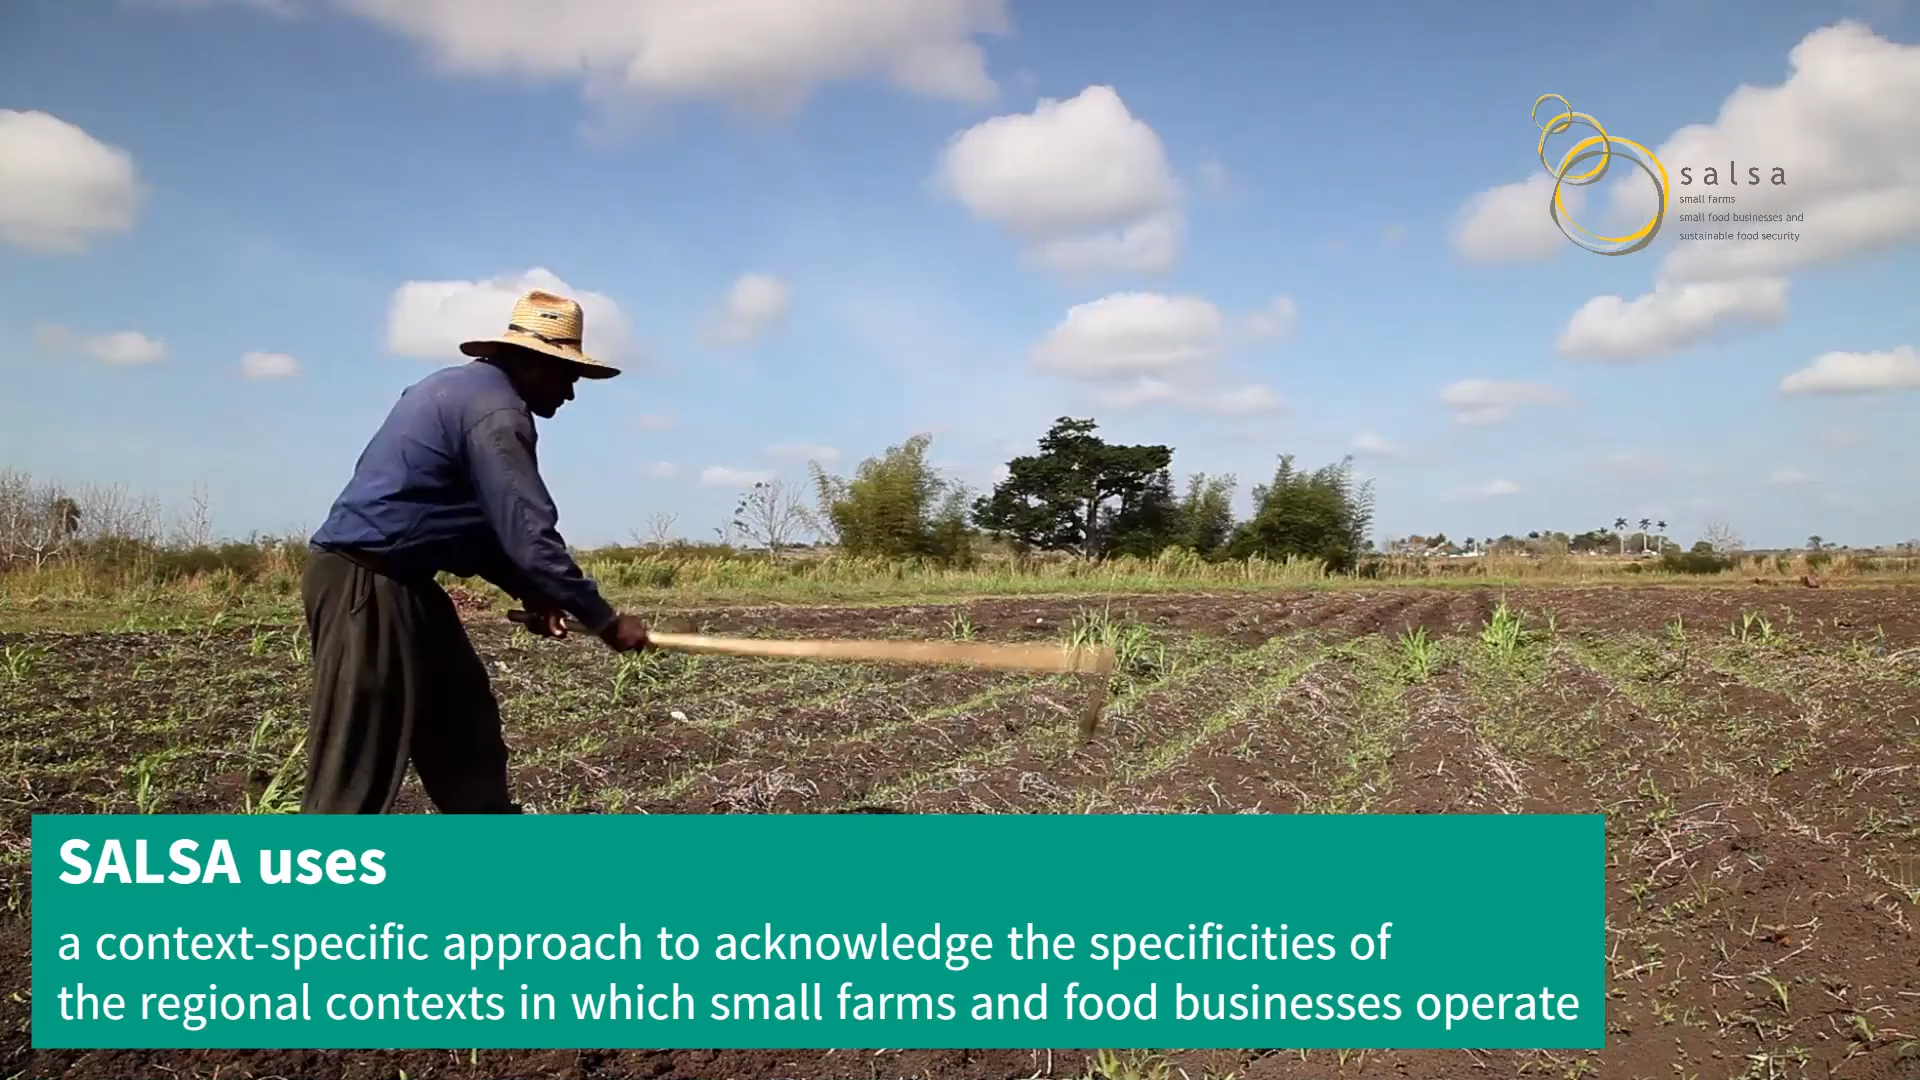 salsa
small farms
small food businesses and
sustainable food security
SALSA uses
a context-specific approach to acknowledge the specificities of
the regional contexts in which small farms and food businesses operate